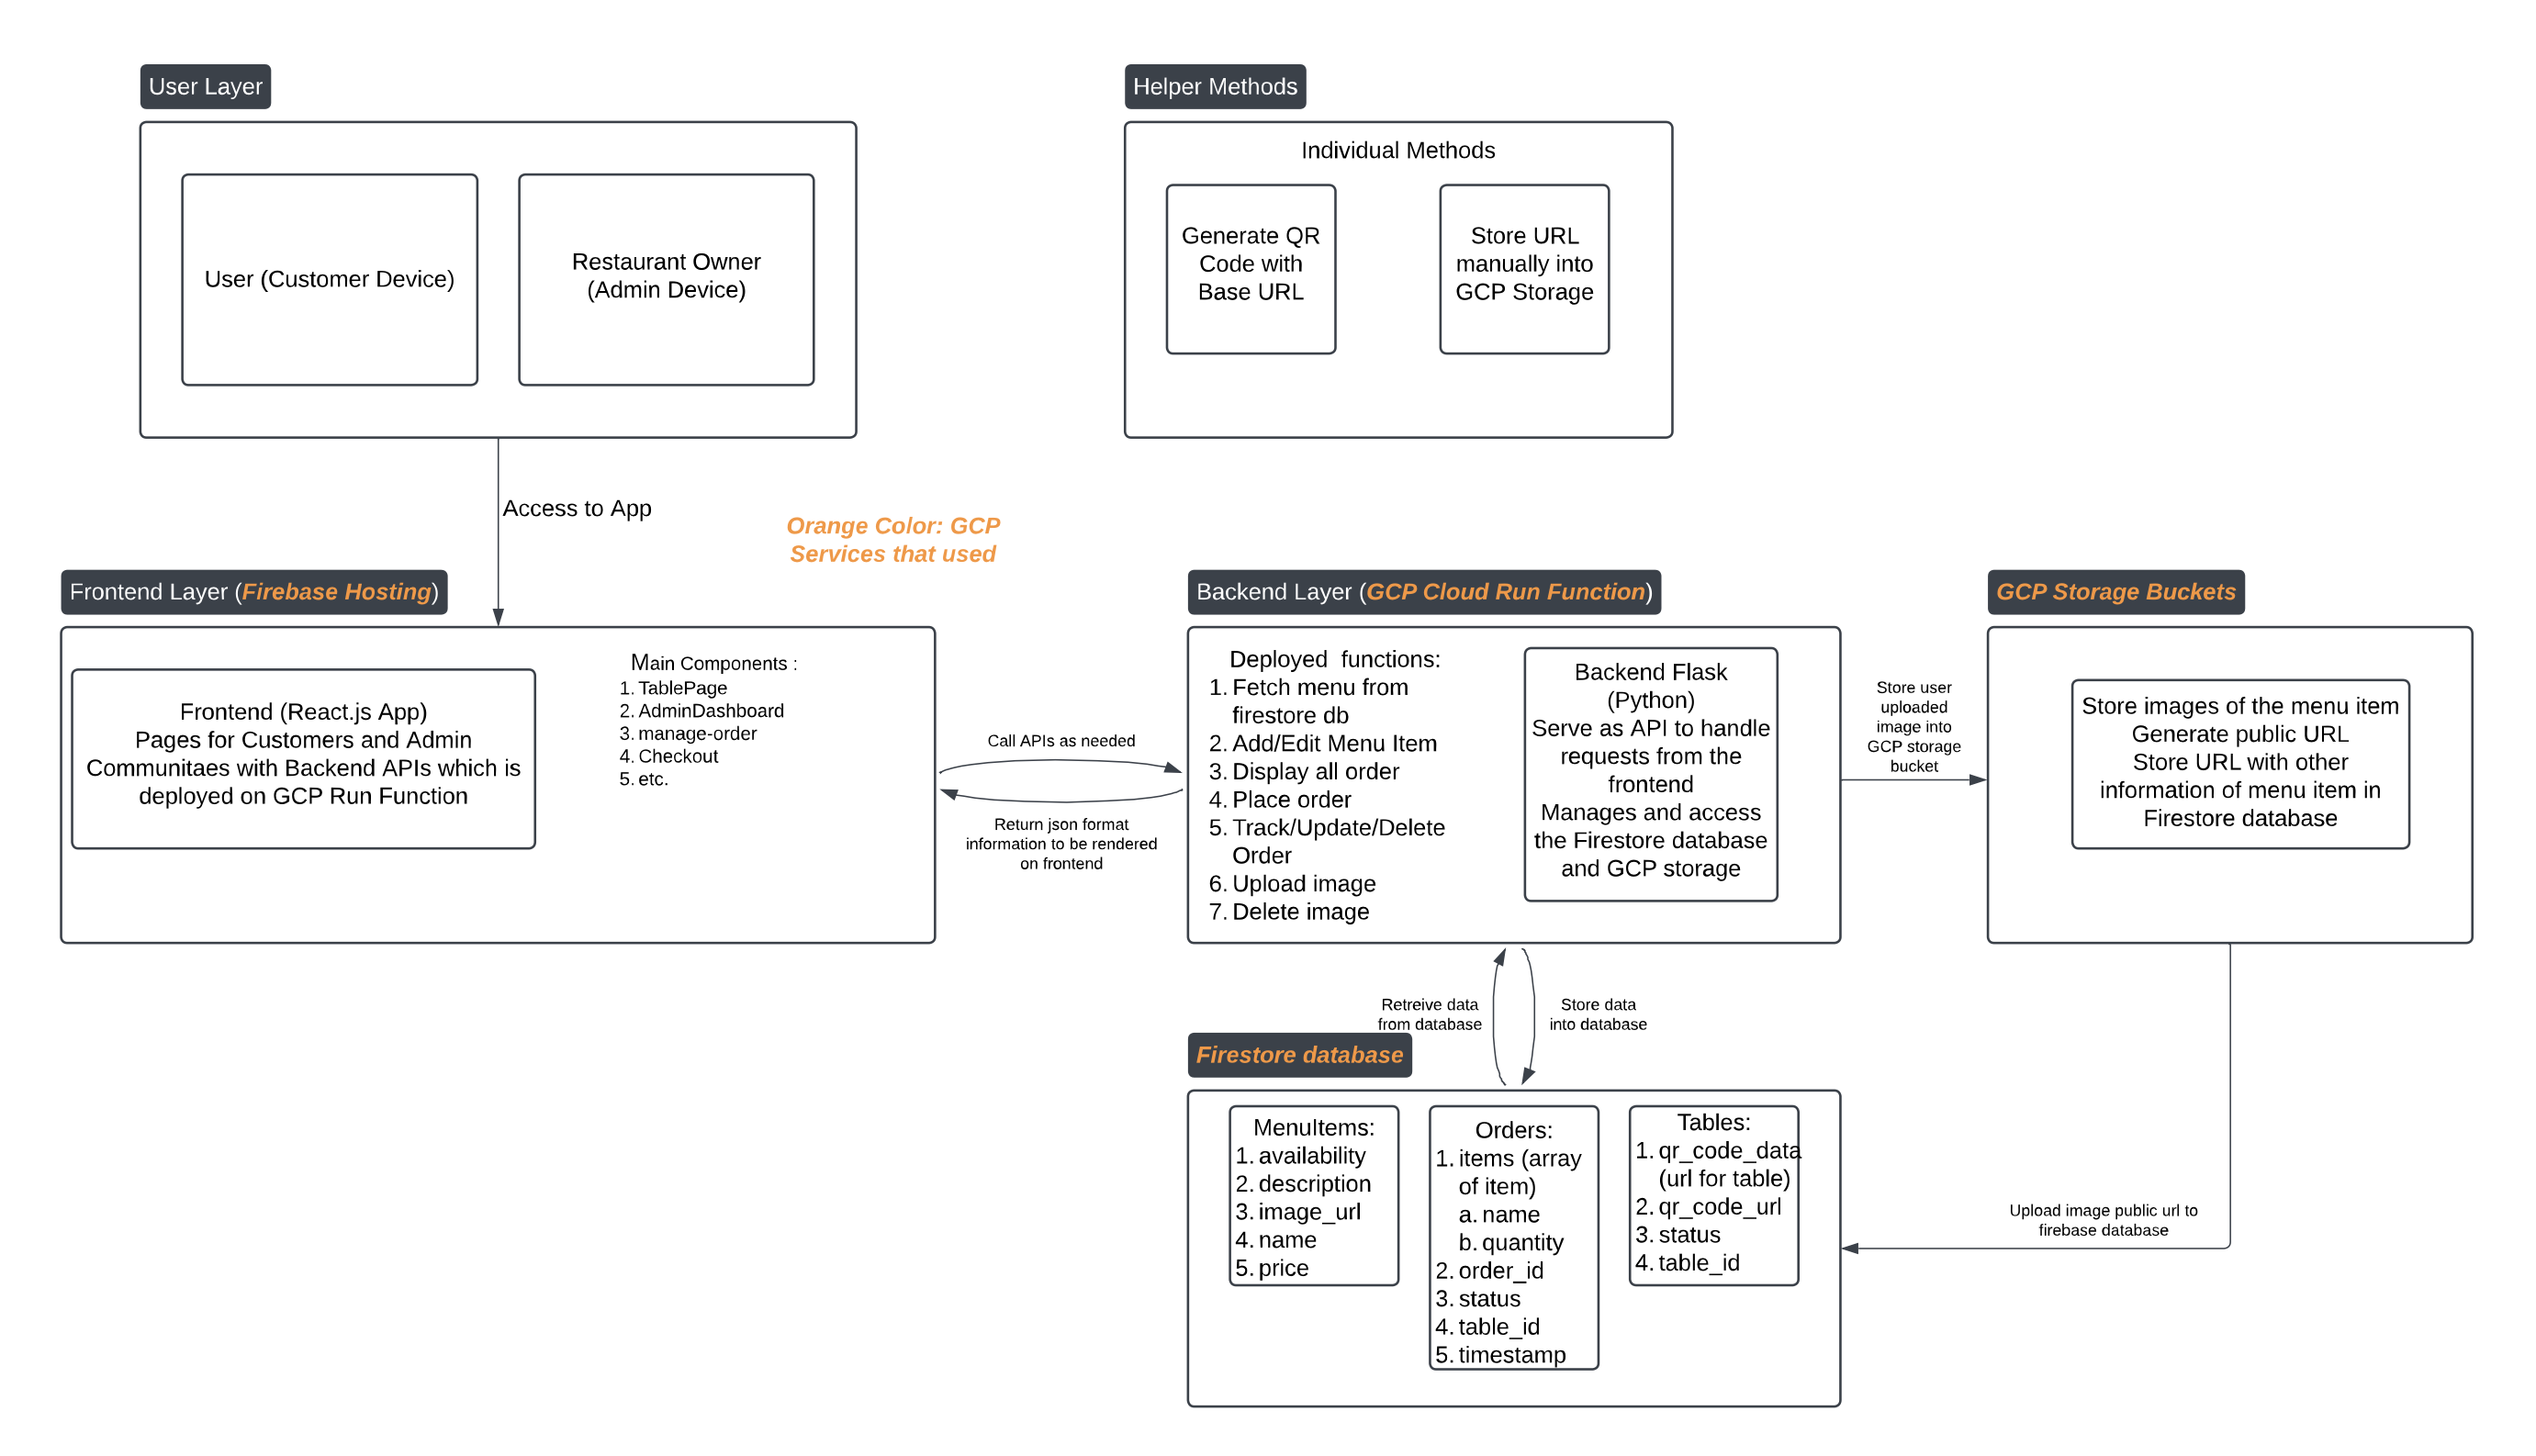 User Layer
User (Customer Device)
Restaurant Owner
(Admin Device)
Helper Methods
Individual Methods
Generate QR
Code with
Base URL
Store URL
manually into
GCP Storage
Access to App
Orange Color: GCP
Services that used
Frontend Layer (Firebase Hosting)
Frontend (React.js App)
Pages for Customers and Admin
Communitaes with Backend APIs which is
deployed on GCP Run Function
Main Components :
1. TablePage
2. AdminDashboard
3. manage-order
4. Checkout
5. etc.
Call APIs as needed
Return json format
information to be rendered
on frontend
Backend Layer (GCP Cloud Run Function)
Deployed functions:
1. Fetch menu from
firestore db
2. Add/Edit Menu Item
3. Display all order
4. Place order
5. Track/Update/Delete
Order
6. Upload image
7. Delete image
Backend Flask
(Python)
Serve as API to handle
requests from the
frontend
Manages and access
the Firestore database
and GCP storage
Store user
uploaded
image into
GCP storage
bucket
GCP Storage Buckets
Store images of the menu item
Generate public URL
Store URL with other
information of menu item in
Firestore database
Retreive data
from database
Store data
into database
Firestore database
MenuItems:
1. availability
2. description
3. image_url
4. name
5. price
Orders:
1. items (array
of item)
a. name
b. quantity
2. order_id
3. status
4. table_id
5. timestamp
Tables:
1. qr_code_data
(url for table)
2. qr_code_url
3. status
4. table_id
Upload image public url to
firebase database